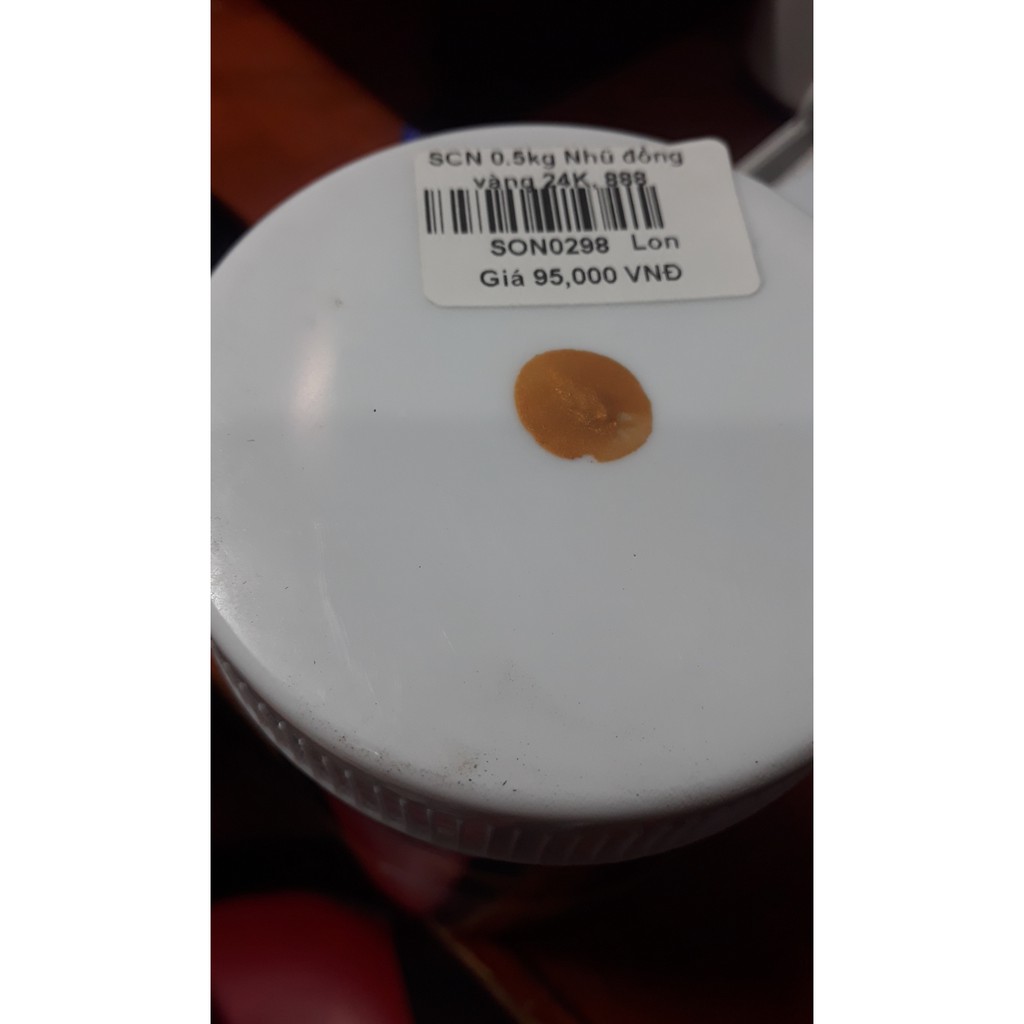 SCN 0.5kg Nhũ đồng
vàng 24K. 888
SON0298 Lon
Giá 95,000 VNĐ